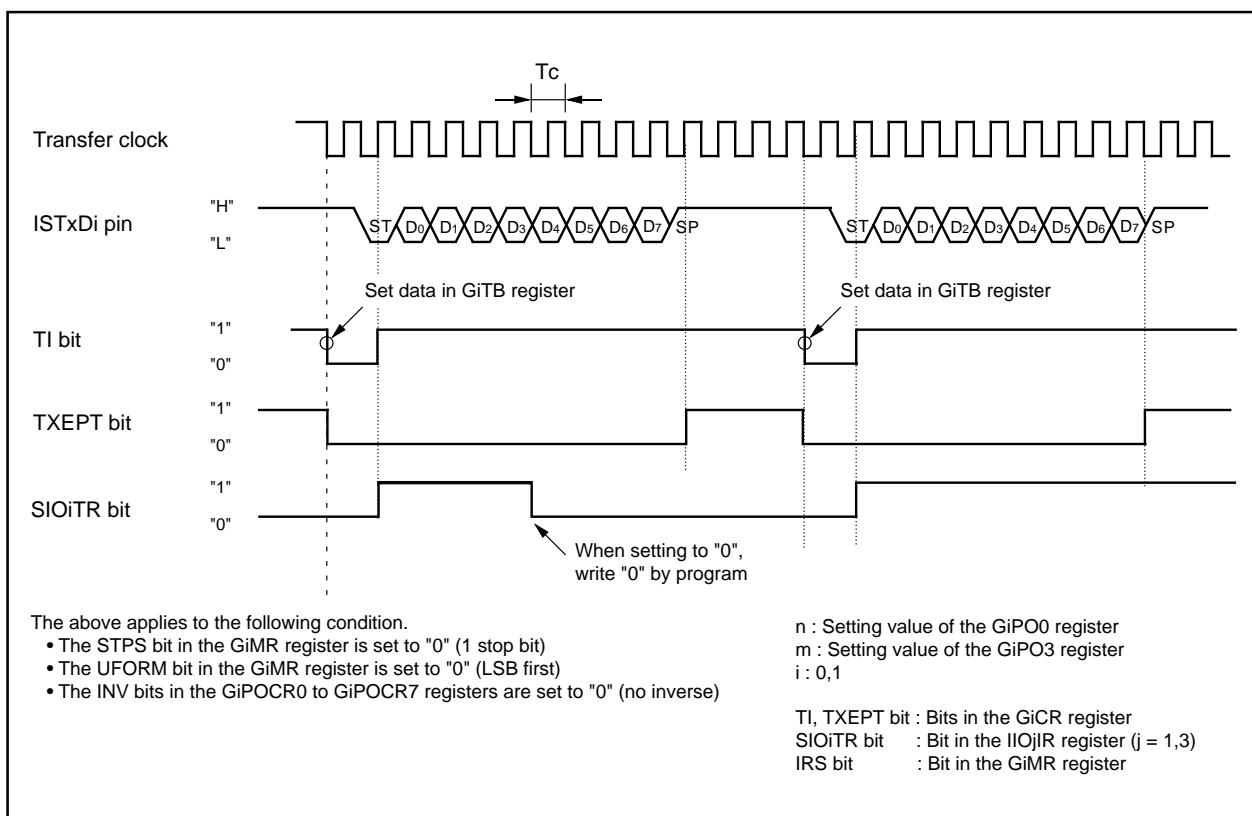 Tc
Transfer clock
ISTxDi pin
"H"
"L"
ST D0 D1 D2 D3 D4 D5 D6 D7 SP ST D0 D1 D2 D3 D4 D5 D6 D7 SP
Set data in GiTB register Set data in GiTB register
TI bit
"1"
"0"
TXEPT bit
"1"
"0"
SIOiTR bit
"1"
"0"
When setting to "0",
write "0" by program
The above applies to the following condition.
• The STPS bit in the GiMR register is set to "0" (1 stop bit)
• The UFORM bit in the GiMR register is set to "0" (LSB first)
• The INV bits in the GiPOCR0 to GiPOCR7 registers are set to "0" (no inverse)
n : Setting value of the GiPO0 register
m : Setting value of the GiPO3 register
i : 0,1
TI, TXEPT bit : Bits in the GiCR register
SIOiTR bit : Bit in the IIOjIR register (j = 1,3)
IRS bit : Bit in the GiMR register